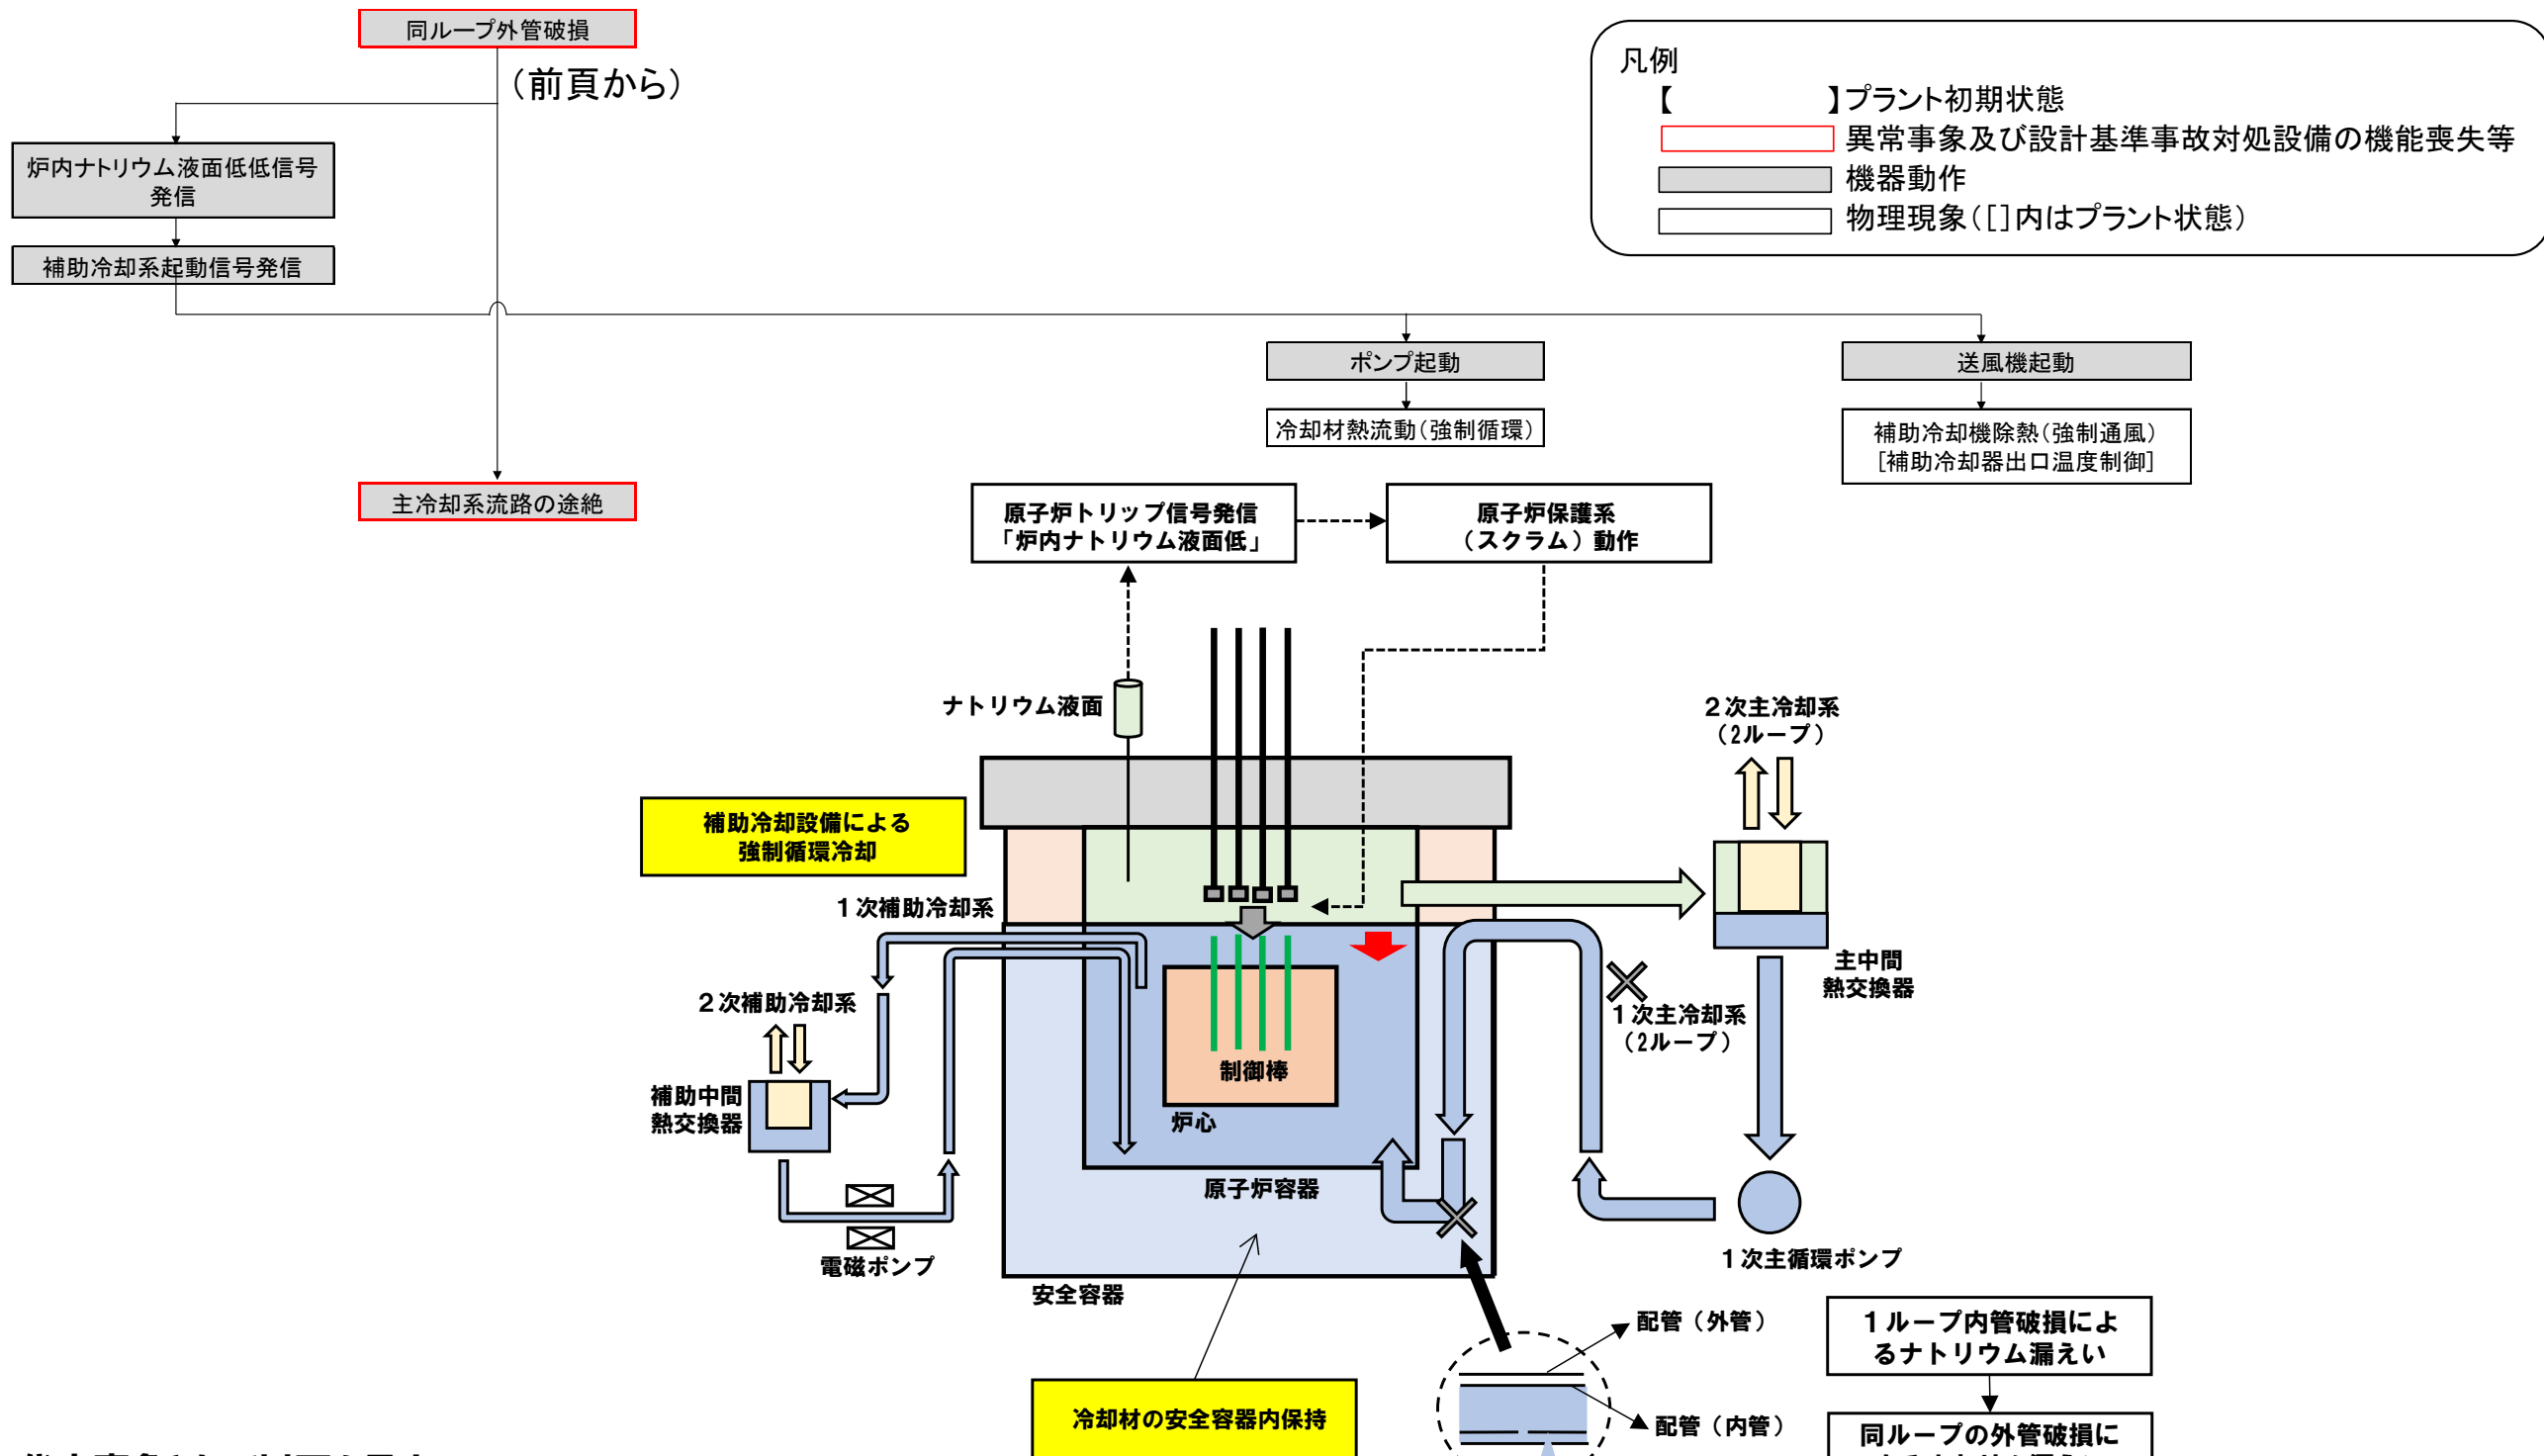 同ループ外管破損
（前頁から）
凡例
【　　　】プラント初期状態
異常事象及び設計基準事故対処設備の機能喪失等
機器動作
物理現象（[]内はプラント状態）
炉内ナトリウム液面低低信号
発信
補助冷却系起動信号発信
ポンプ起動
送風機起動
冷却材熱流動（強制循環）
補助冷却機除熱（強制通風）
[補助冷却器出口温度制御]
主冷却系流路の途絶
原子炉トリップ信号発信
「炉内ナトリウム液面低」
原子炉保護系
（スクラム）動作
ナトリウム液面
２次主冷却系
（2ループ）
補助冷却設備による
強制循環冷却
１次補助冷却系
主中間
熱交換器
２次補助冷却系
１次主冷却系
（2ループ）
制御棒
補助中間
熱交換器
炉心
原子炉容器
電磁ポンプ
１次主循環ポンプ
安全容器
配管（外管）
１ループ内管破損によ
るナトリウム漏えい
冷却材の安全容器内保持
配管（内管）
同ループの外管破損に